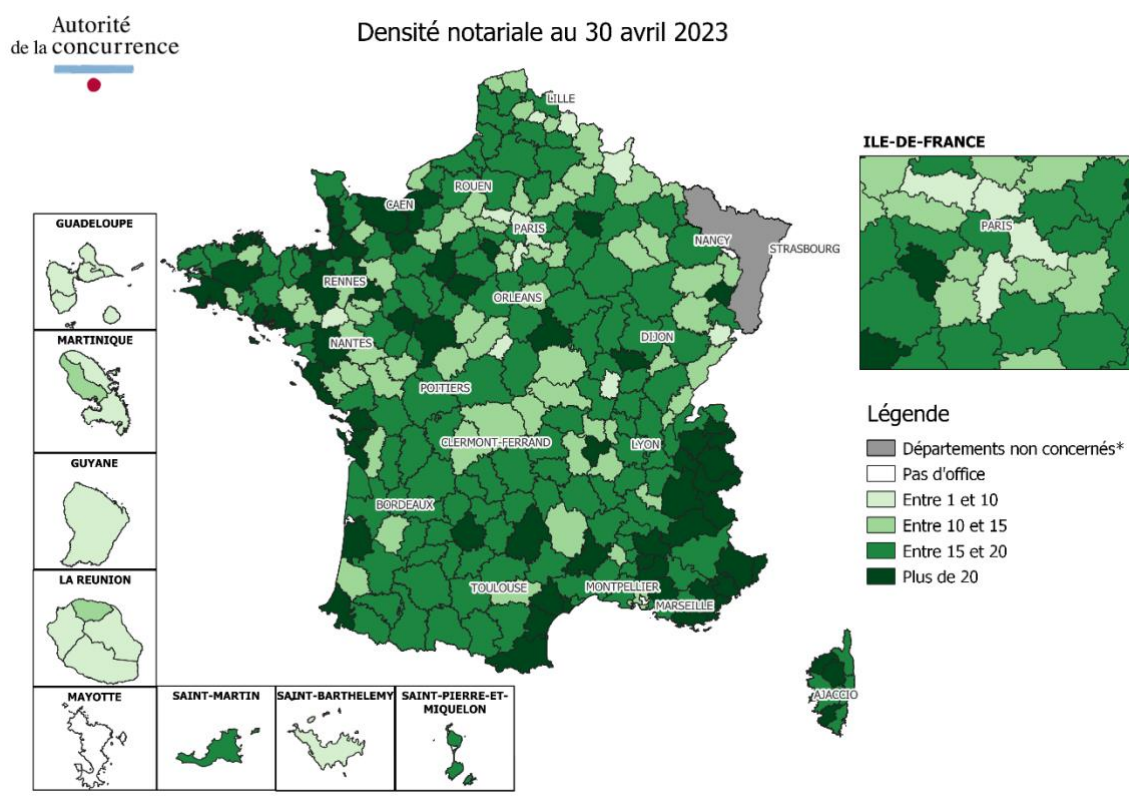 Autorité
de la concurrence
Densité notariale au 30 avril 2023
LILLE
ROUEN
CAEN
PARIS
NANCY
STRASBOURG
RENNES
ORLEANS
NANTES
DIJON
POITIERS
CLERMONT-FERRAND
LYON
BORDEAUX
TOULOUSE
MONTPELLIER
MARSEILLE
AJACCIO
ILE-DE-FRANCE
PARIS
Légende
Départements non concernés*
Pas d'office
Entre 1 et 10
Entre 10 et 15
Entre 15 et 20
Plus de 20
GUADELOUPE
MARTINIQUE
GUYANE
LA REUNION
MAYOTTE
SAINT-MARTIN
SAINT-BARTHELEMY
SAINT-PIERRE-ET-
MIQUELON